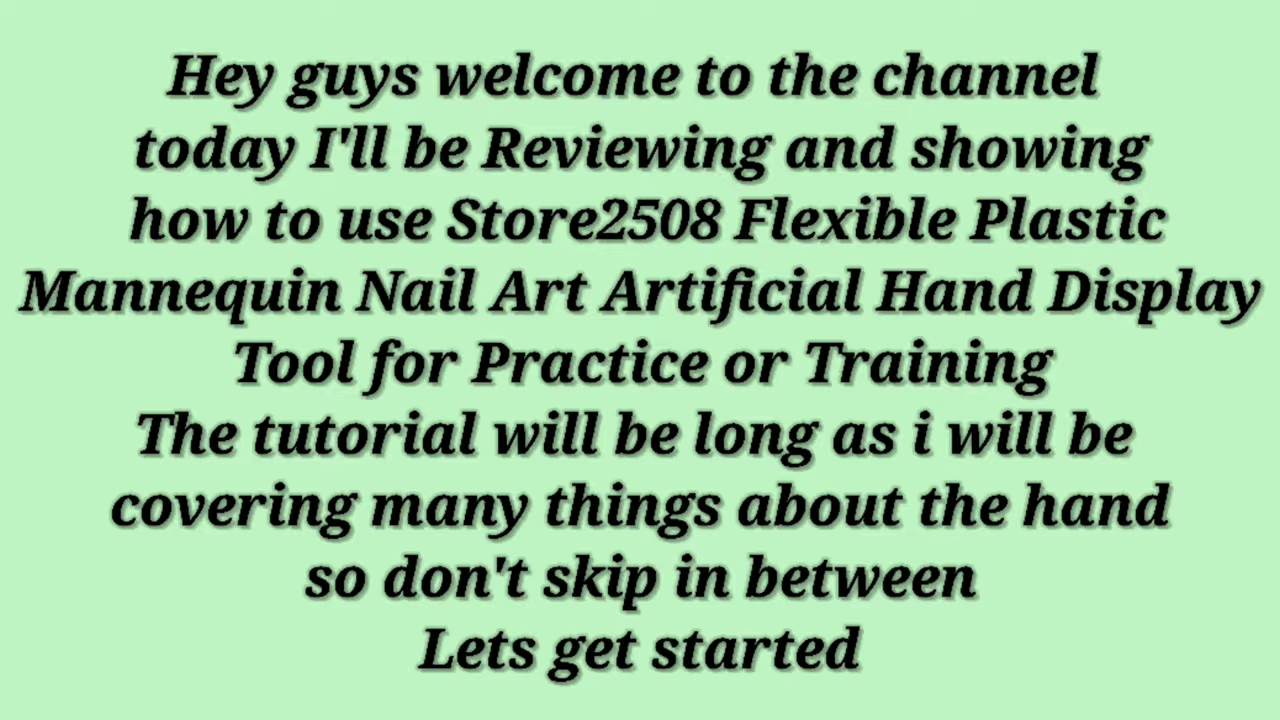 Hey guys welcome to the channel
today I'll be Reviewing and showing
how to use Store2508 Flexible Plastic
Mannequin Nail Art Artificial Hand Display
Tool for Practice or Training
The tutorial will be long as i will be
covering many things about the hand
so don't skip in between
Lets get started